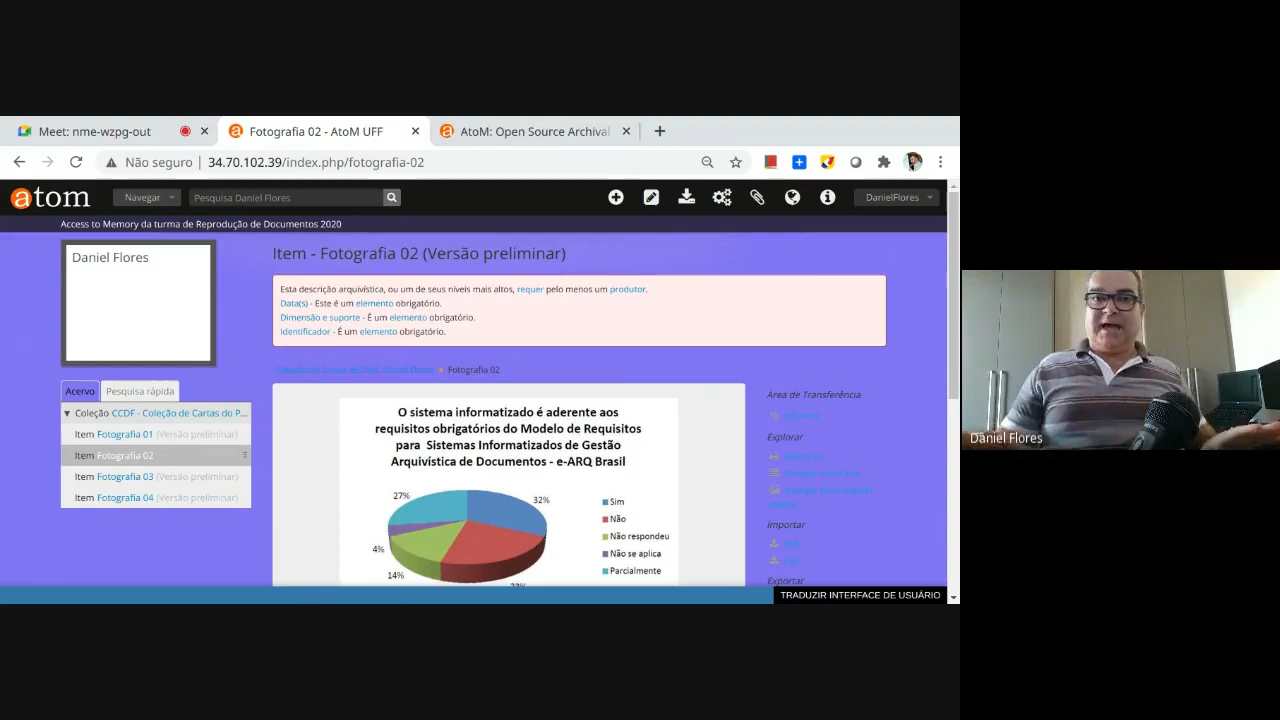 Meet: nme-wzpg-out
Fotografia 02 - AtoM UFF
AtoM: Open Source Archival
Não seguro
34.70.102.39/index.php/fotografia-02
atom
Navegar
Pesquisa Daniel Flores
DanielFlores
Access to Memory da turma de Reprodução de Documentos 2020
Daniel Flores
Acervo
Pesquisa rápida
Coleção CCDF - Coleção de Cartas do P...
Item Fotografia 01 (Versão preliminar)
Item Fotografia 02
Item Fotografia 03 (Versão preliminar)
Item Fotografia 04 (Versão preliminar)
Item - Fotografia 02 (Versão preliminar)
Esta descrição arquivística, ou um de seus níveis mais altos, requer pelo menos um produtor.
Data(s) - Este é um elemento obrigatório.
Dimensão e suporte - É um elemento obrigatório.
Identificador - É um elemento obrigatório.
» Fotografia 02
O sistema informatizado é aderente aos
requisitos obrigatórios do Modelo de Requisitos
para Sistemas Informatizados de Gestão
Arquivística de Documentos - e-ARQ Brasil
27%
32%
4%
14%
Sim
Não
Não respondeu
Não se aplica
Parcialmente
Área de Transferência
Explorar
Importar
Exportar
TRADUZIR INTERFACE DE USUÁRIO
Daniel Flores